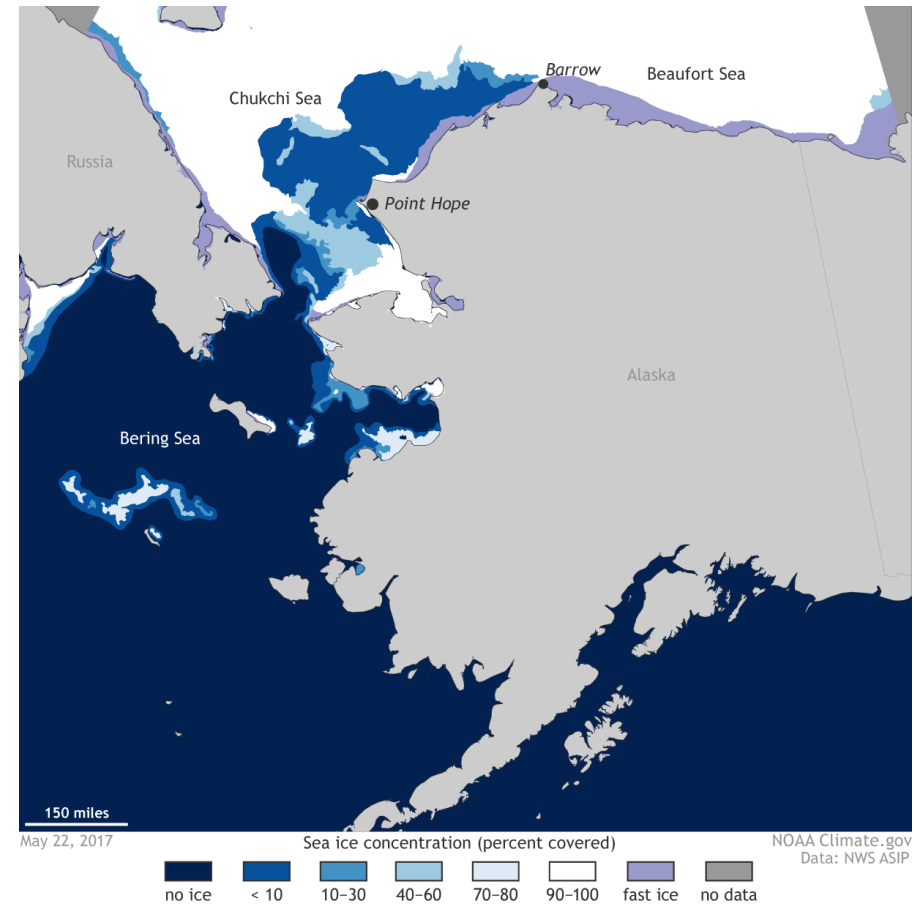 Barrow
Beaufort Sea
Chukchi Sea
Russia
Point Hope
Alaska
Bering Sea
150 miles
May 22, 2017
Sea ice concentration (percent covered)
NOAA Climate.gov
Data: NWS ASIP
no ice
< 10
10–30
40–60
70–80
90–100
fast ice
no data